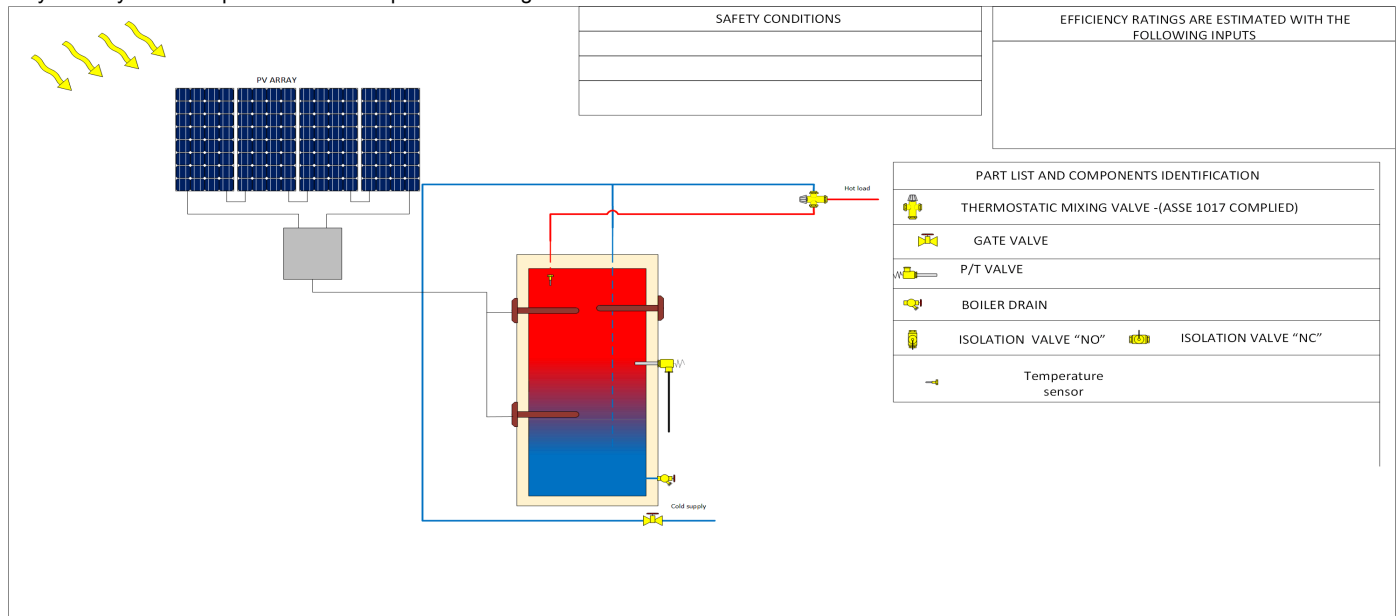 SAFETY CONDITIONS
EFFICIENCY RATINGS ARE ESTIMATED WITH THE
FOLLOWING INPUTS
PV ARRAY
PART LIST AND COMPONENTS IDENTIFICATION
Hot load
THERMOSTATIC MIXING VALVE -(ASSE 1017 COMPLIED)
GATE VALVE
P/T VALVE
BOILER DRAIN
ISOLATION VALVE “NO”
ISOLATION VALVE “NC”
Temperature
sensor
Cold supply